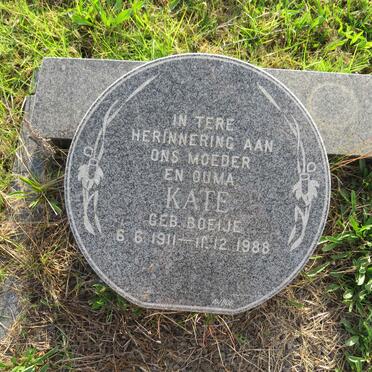 IN TERE
HERINNERING AAN
ONS MOEDER
EN OUMA
KATE
GEB. BOEIJE
6.6.1911 — 11.12.1988